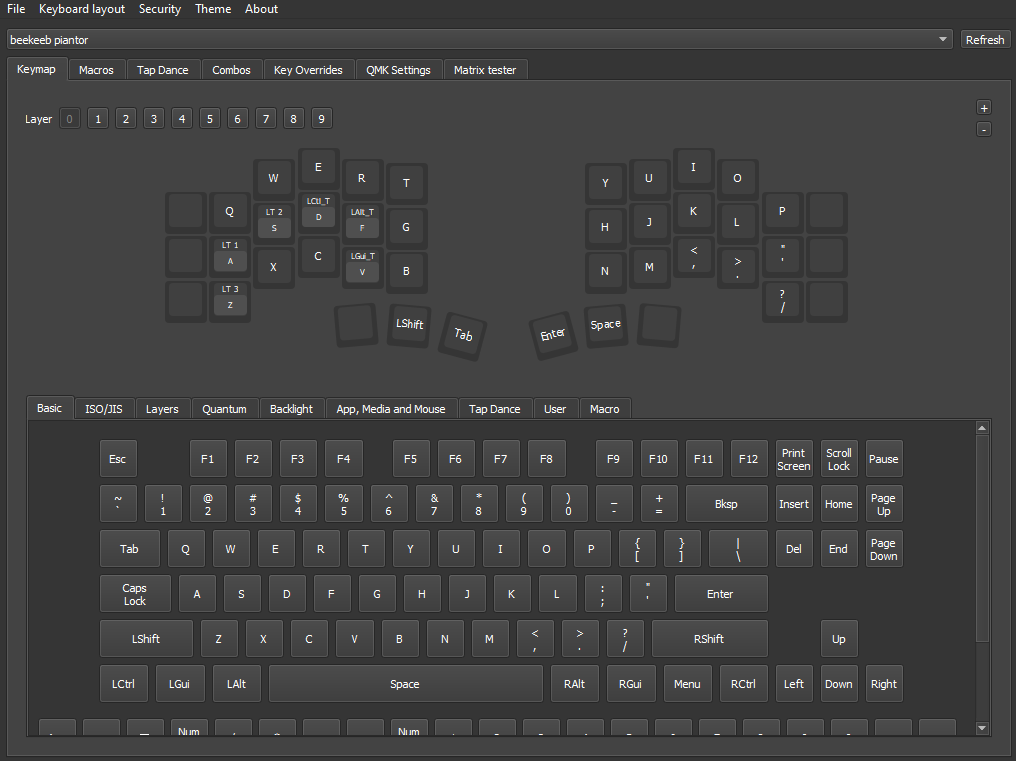 File Keyboard layout Security Theme About
beekeeb piantor Refresh
Keymap Macros Tap Dance Combos Key Overrides QMK Settings Matrix tester
Layer 0 1 2 3 4 5 6 7 8 9 +
-
W E R T Y U I O
Q LT 2 S LCtl_T D LAlt_T F G H J K L P
LT 1 A X C LGui_T V B N M < , > . " '
LT 3 Z ? /
LShift Tab Enter Space
Basic ISO/JIS Layers Quantum Backlight App, Media and Mouse Tap Dance User Macro
Esc F1 F2 F3 F4 F5 F6 F7 F8 F9 F10 F11 F12 Print Screen Scroll Lock Pause
~ ` ! 1 @ 2 # 3 $ 4 % 5 ^ 6 & 7 * 8 ( 9 ) 0 _ - + = Bksp Insert Home Page Up
Tab Q W E R T Y U I O P { [ } ] | \ Del End Page Down
Caps Lock A S D F G H J K L : ; " ' Enter
LShift Z X C V B N M < , > . ? / RShift Up
LCtrl LGui LAlt Space RAlt RGui Menu RCtrl Left Down Right
Num Num